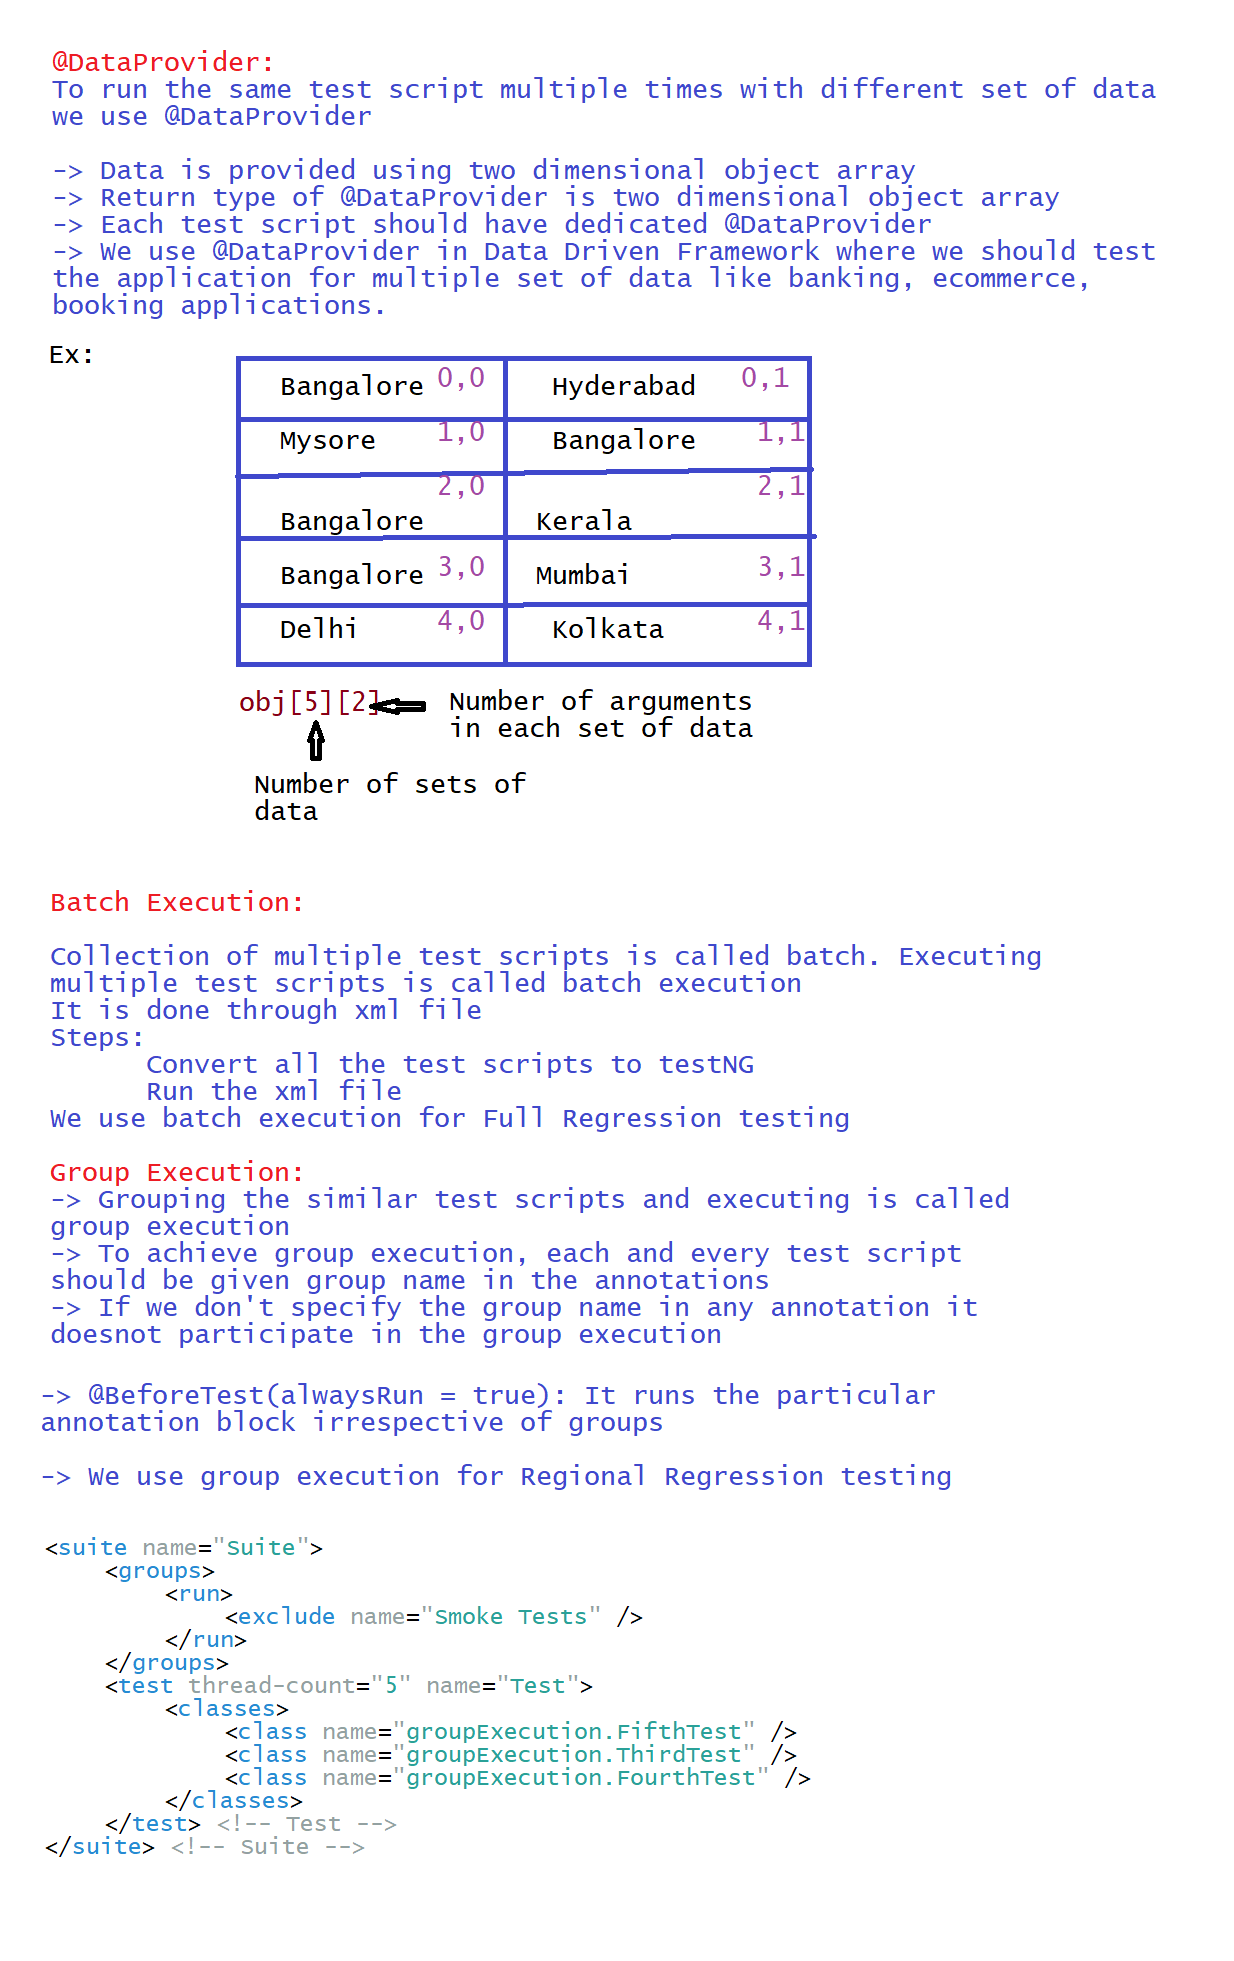 @DataProvider:
To run the same test script multiple times with different set of data
we use @DataProvider
-> Data is provided using two dimensional object array
-> Return type of @DataProvider is two dimensional object array
-> Each test script should have dedicated @DataProvider
-> We use @DataProvider in Data Driven Framework where we should test
the application for multiple set of data like banking, ecommerce,
booking applications.
Ex:
Bangalore 0,0 Hyderabad 0,1
Mysore 1,0 Bangalore 1,1
2,0 2,1
Bangalore Kerala
Bangalore 3,0 Mumbai 3,1
Delhi 4,0 Kolkata 4,1
obj[5][2] Number of arguments
in each set of data
Number of sets of
data
Batch Execution:
Collection of multiple test scripts is called batch. Executing
multiple test scripts is called batch execution
It is done through xml file
Steps:
Convert all the test scripts to testNG
Run the xml file
We use batch execution for Full Regression testing
Group Execution:
-> Grouping the similar test scripts and executing is called
group execution
-> To achieve group execution, each and every test script
should be given group name in the annotations
-> If we don't specify the group name in any annotation it
doesnot participate in the group execution
-> @BeforeTest(alwaysRun = true): It runs the particular
annotation block irrespective of groups
-> We use group execution for Regional Regression testing
<suite name="Suite">
<groups>
<run>
<exclude name="Smoke Tests" />
</run>
</groups>
<test thread-count="5" name="Test">
<classes>
<class name="groupExecution.FifthTest" />
<class name="groupExecution.ThirdTest" />
<class name="groupExecution.FourthTest" />
</classes>
</test> <!-- Test -->
</suite> <!-- Suite -->